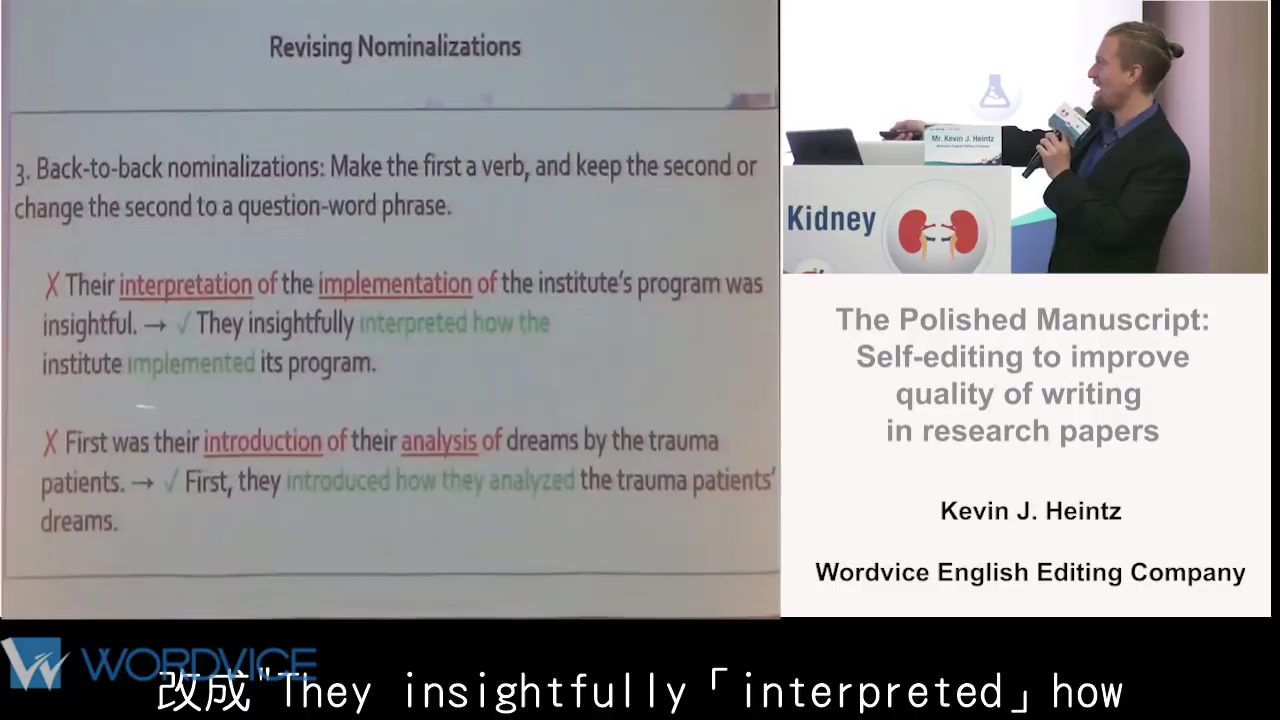 Revising Nominalizations
3. Back-to-back nominalizations: Make the first a verb, and keep the second or
change the second to a question-word phrase.
✗ Their interpretation of the implementation of the institute's program was
insightful. → ✓ They insightfully interpreted how the
institute implemented its program.
✗ First was their introduction of their analysis of dreams by the trauma
patients. → ✓ First, they introduced how they analyzed the trauma patients'
dreams.
Mr. Kevin J. Heintz
Wordvice English Editing Company
Kidney
The Polished Manuscript:
Self-editing to improve
quality of writing
in research papers
Kevin J. Heintz
Wordvice English Editing Company
WORDVICE
改成"They insightfully「interpreted」how